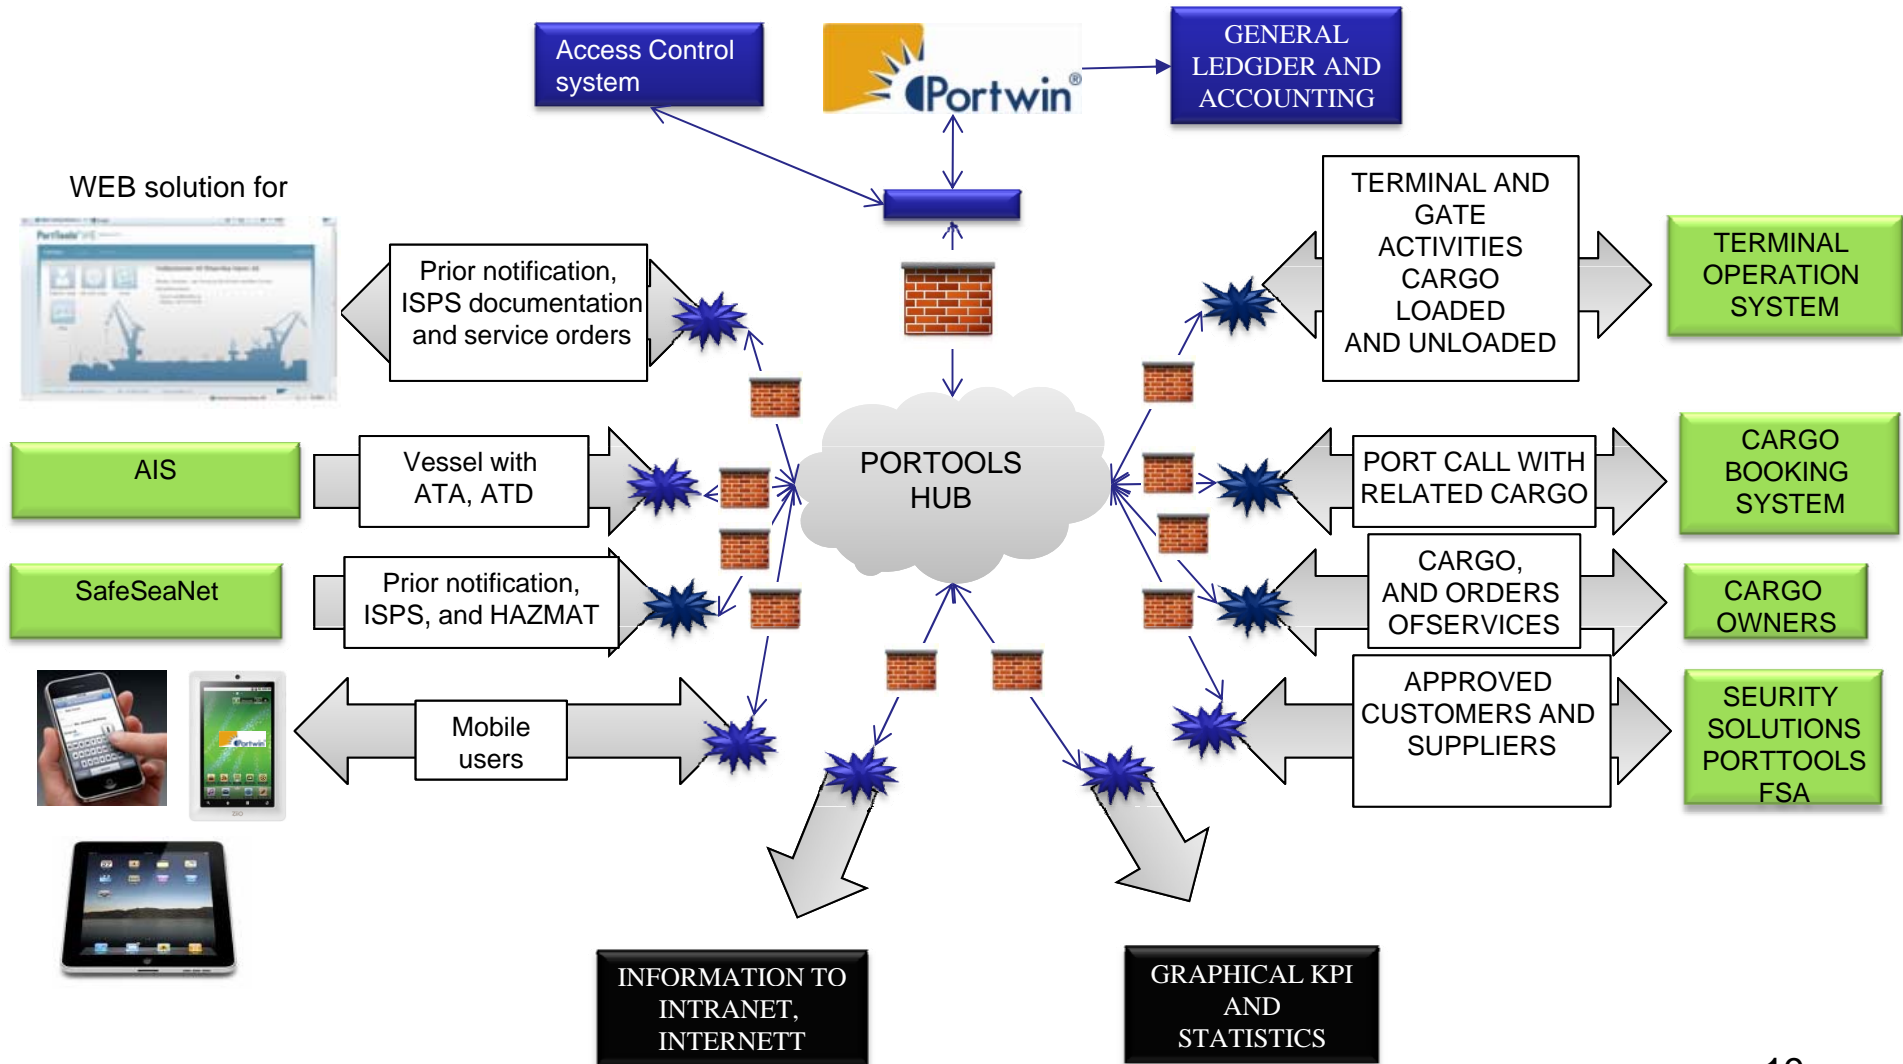 Access Control
system
Portwin®
GENERAL
LEDGDER AND
ACCOUNTING
WEB solution for
PortTools
Prior notification,
ISPS documentation
and service orders
TERMINAL AND
GATE
ACTIVITIES
CARGO
LOADED
AND UNLOADED
TERMINAL
OPERATION
SYSTEM
AIS
Vessel with
ATA, ATD
PORTOOLS
HUB
PORT CALL WITH
RELATED CARGO
CARGO
BOOKING
SYSTEM
SafeSeaNet
Prior notification,
ISPS, and HAZMAT
CARGO,
AND ORDERS
OFSERVICES
CARGO
OWNERS
Portwin
Mobile
users
APPROVED
CUSTOMERS AND
SUPPLIERS
SEURITY
SOLUTIONS
PORTTOOLS
FSA
INFORMATION TO
INTRANET,
INTERNETT
GRAPHICAL KPI
AND
STATISTICS